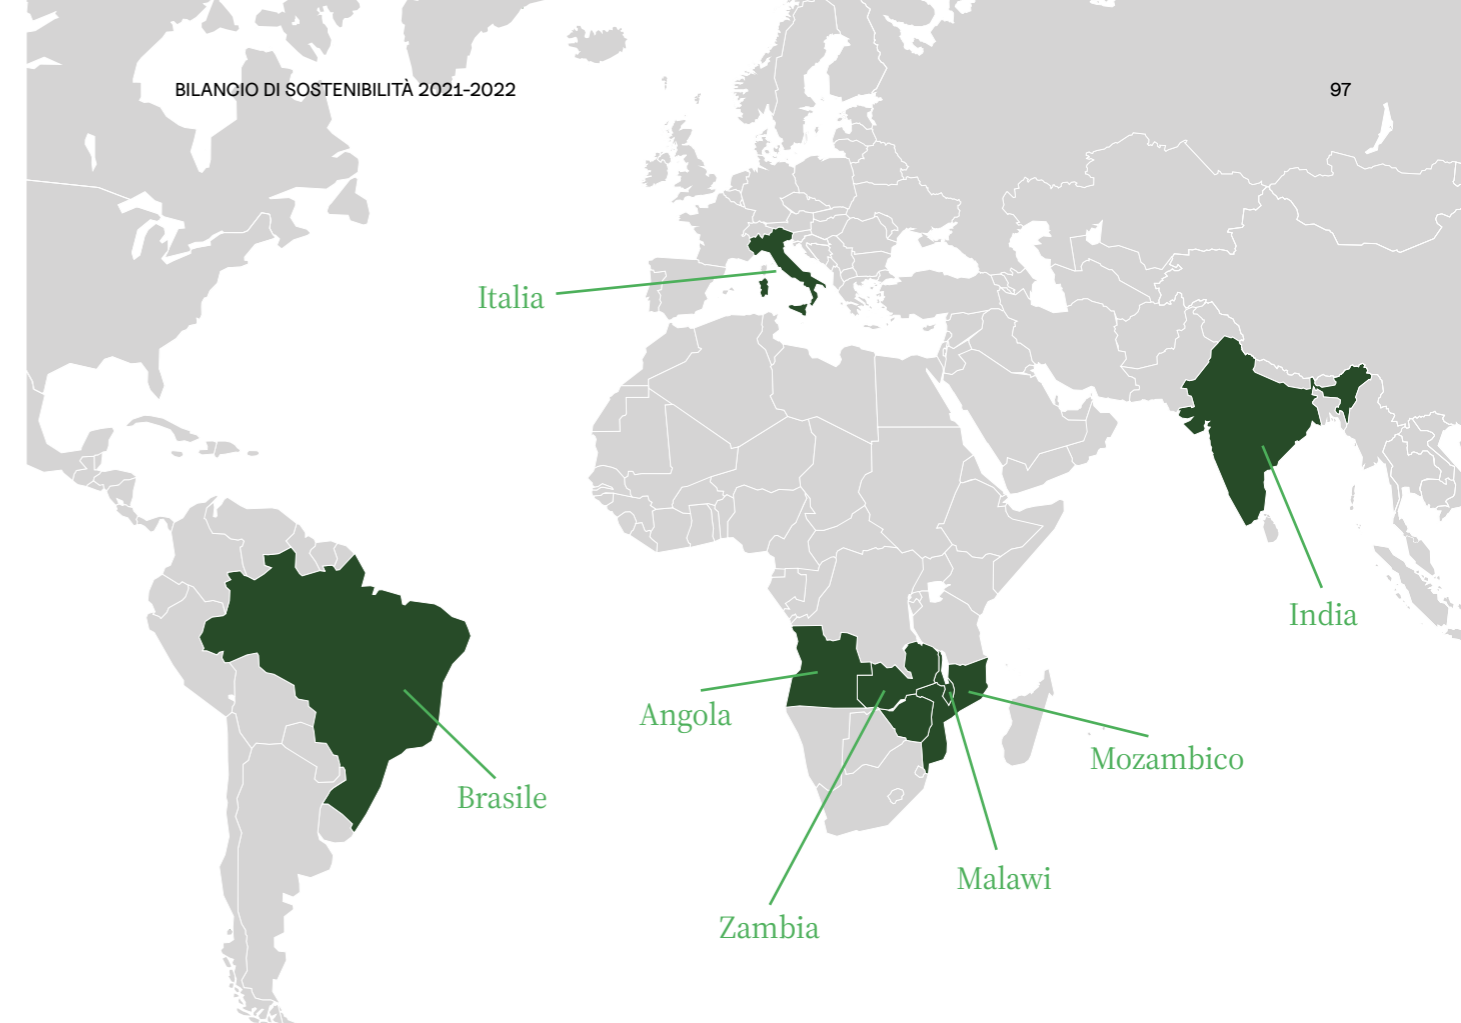 BILANCIO DI SOSTENIBILITÀ 2021-2022
97
Italia
India
Angola
Mozambico
Brasile
Malawi
Zambia